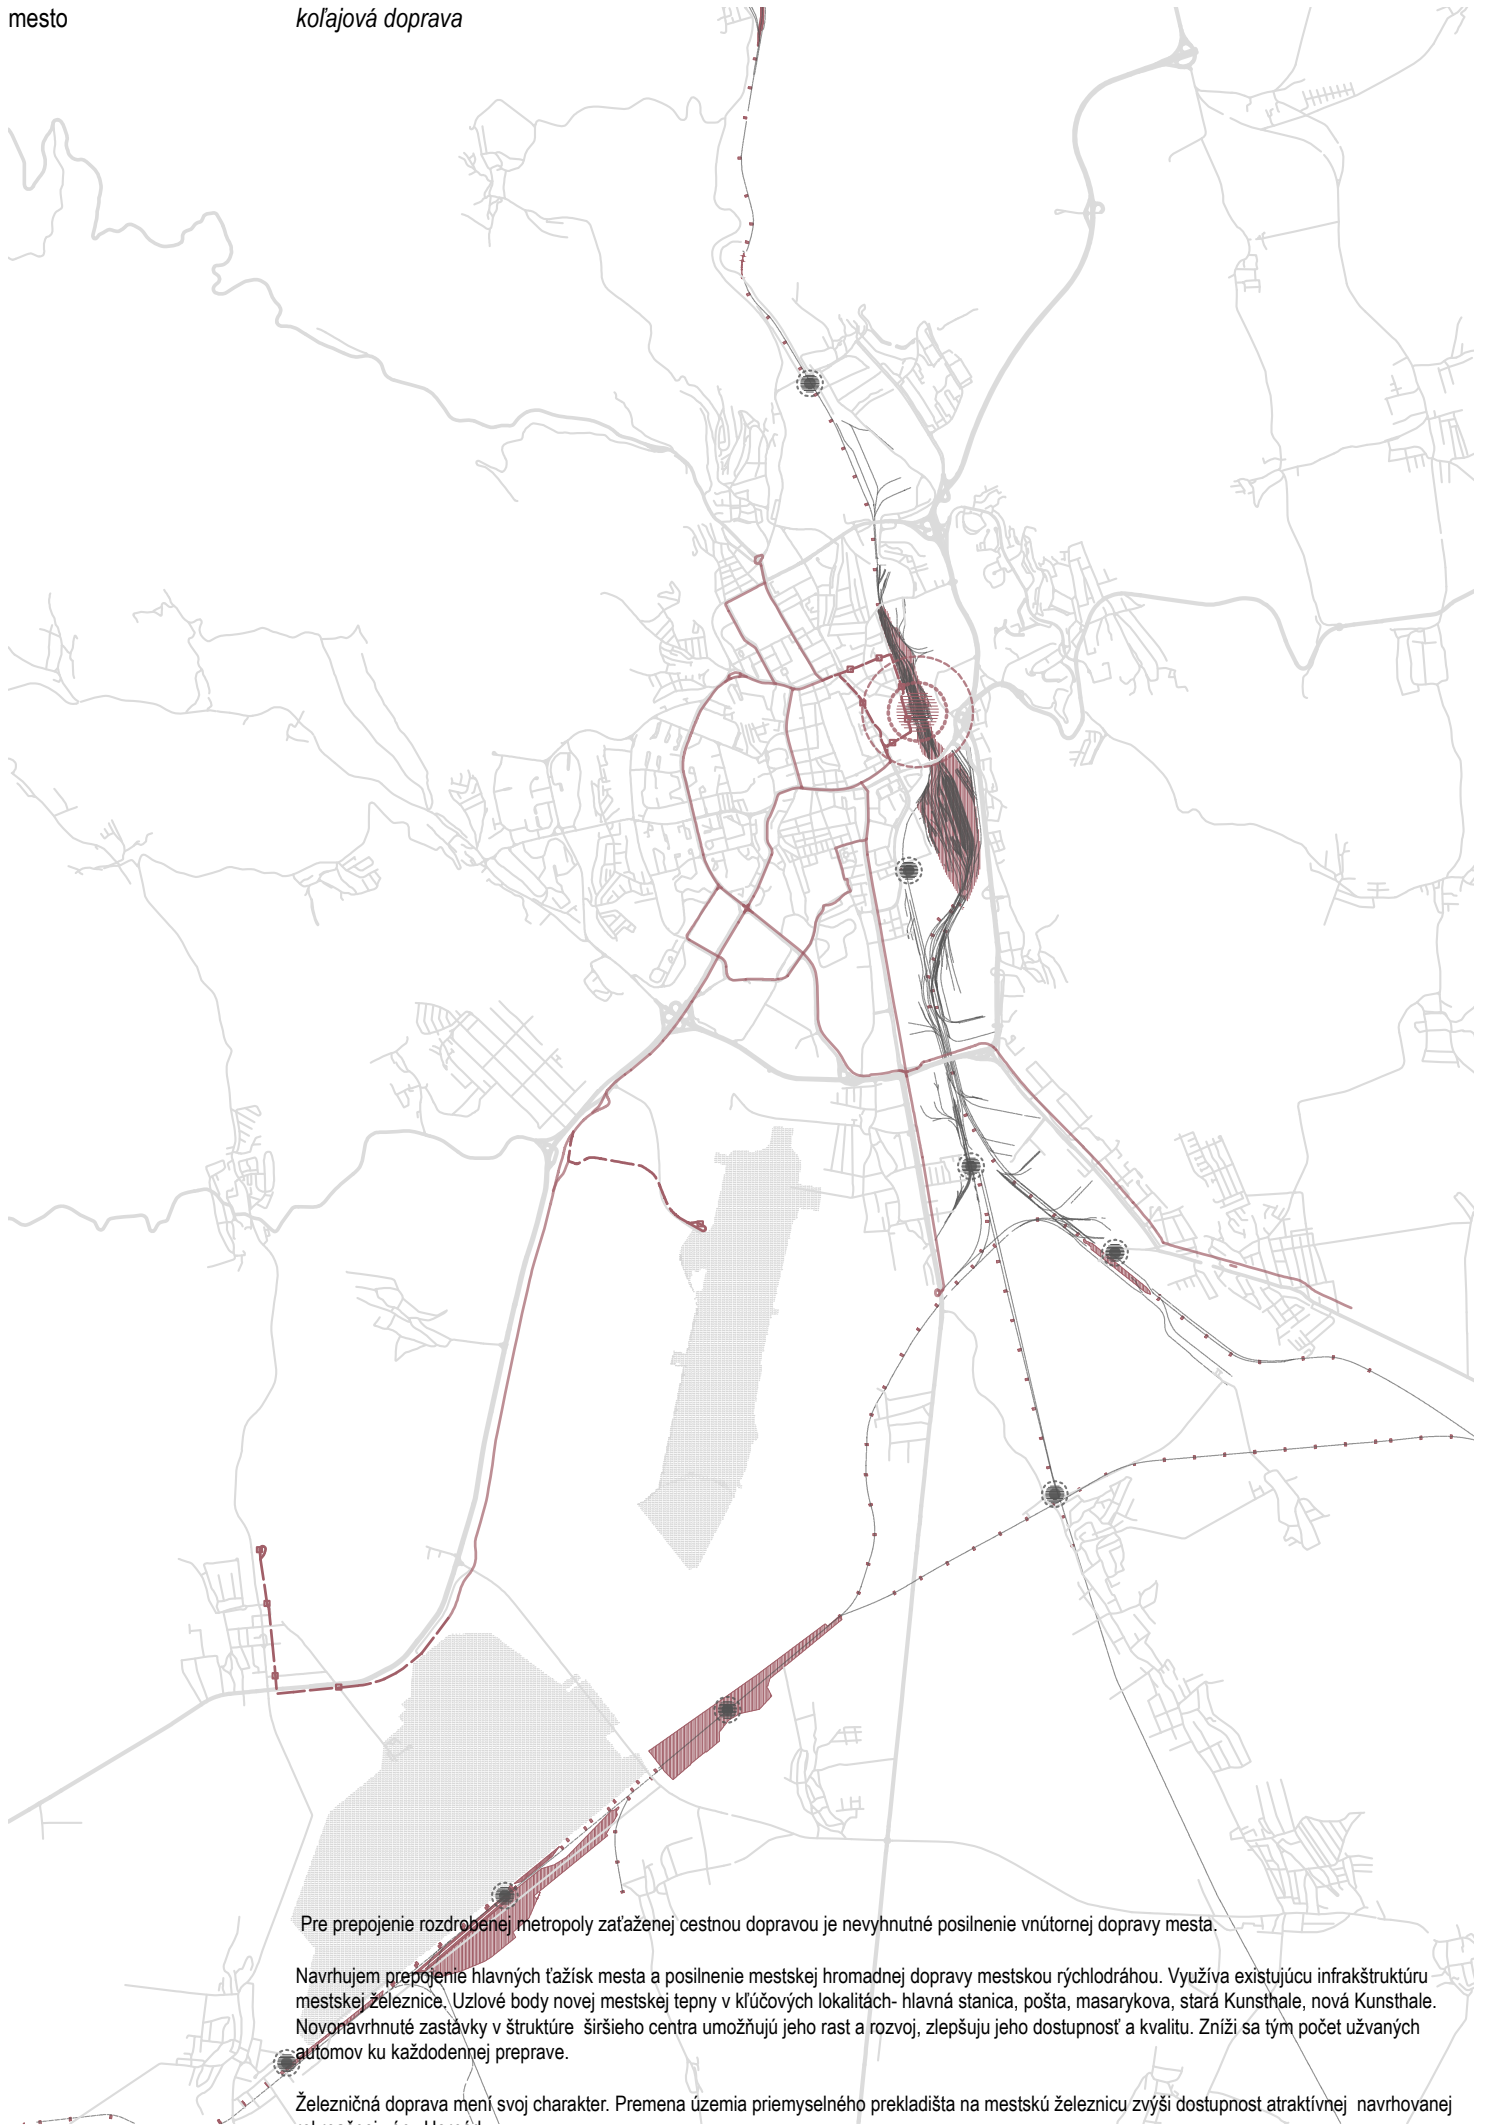 mesto
koľajová doprava
Pre prepojenie rozdrobenej metropoly zaťaženej cestnou dopravou je nevyhnutné posilnenie vnútornej dopravy mesta.
Navrhujem prepojenie hlavných ťažísk mesta a posilnenie mestskej hromadnej dopravy mestskou rýchlodráhou. Využíva existujúcu infrakštruktúru
mestskej železnice. Uzlové body novej mestskej tepny v kľúčových lokalitách- hlavná stanica, pošta, masarykova, stará Kunsthale, nová Kunsthale.
Novonávrhnuté zastávky v štruktúre širšieho centra umožňujú jeho rast a rozvoj, zlepšuju jeho dostupnosť a kvalitu. Zníži sa tým počet užvaných
automov ku každodennej preprave.
Železničná doprava mení svoj charakter. Premena územia priemyselného prekladišta na mestskú železnicu zvýši dostupnost atraktívnej navrhovanej